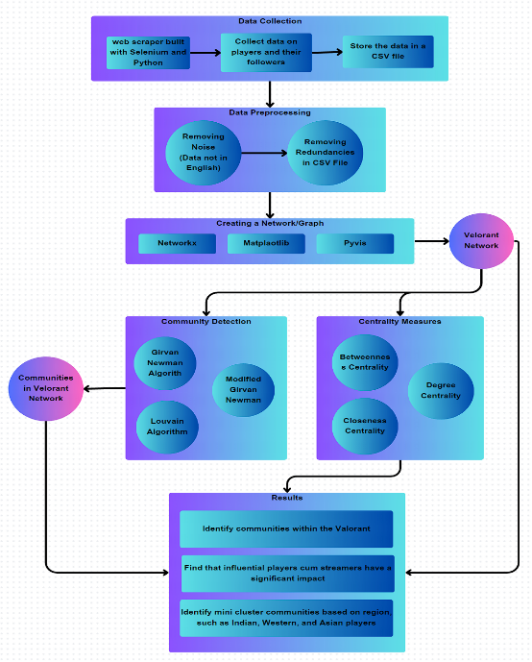 Data Collection
web scraper built
with Selenium and
Python
Collect data on
players and their
followers
Store the data in a
CSV file
Data Preprocessing
Removing
Noise
(Data not in
English)
Removing
Redundancies
in CSV File
Creating a Network/Graph
Networkx
Matplaotlib
Pyvis
Velorant
Network
Community Detection
Girvan
Newman
Algorith
Modified
Girvan
Newman
Louvain
Algorithm
Centrality Measures
Betweennes
s Centrality
Degree
Centrality
Closeness
Centrality
Communities
in Velorant
Network
Results
Identify communities within the Valorant
Find that influential players cum streamers have a
significant impact
Identify mini cluster communities based on region,
such as Indian, Western, and Asian players